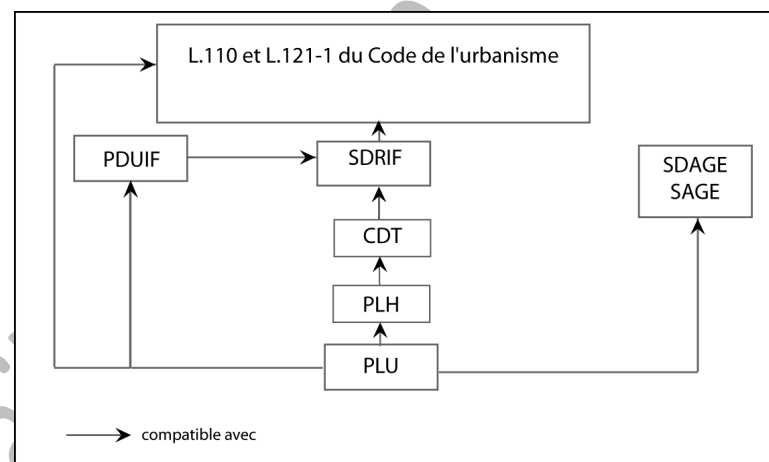 L.110 et L.121-1 du Code de l'urbanisme
PDUIF
SDRIF
SDAGE
SAGE
CDT
PLH
PLU
compatible avec